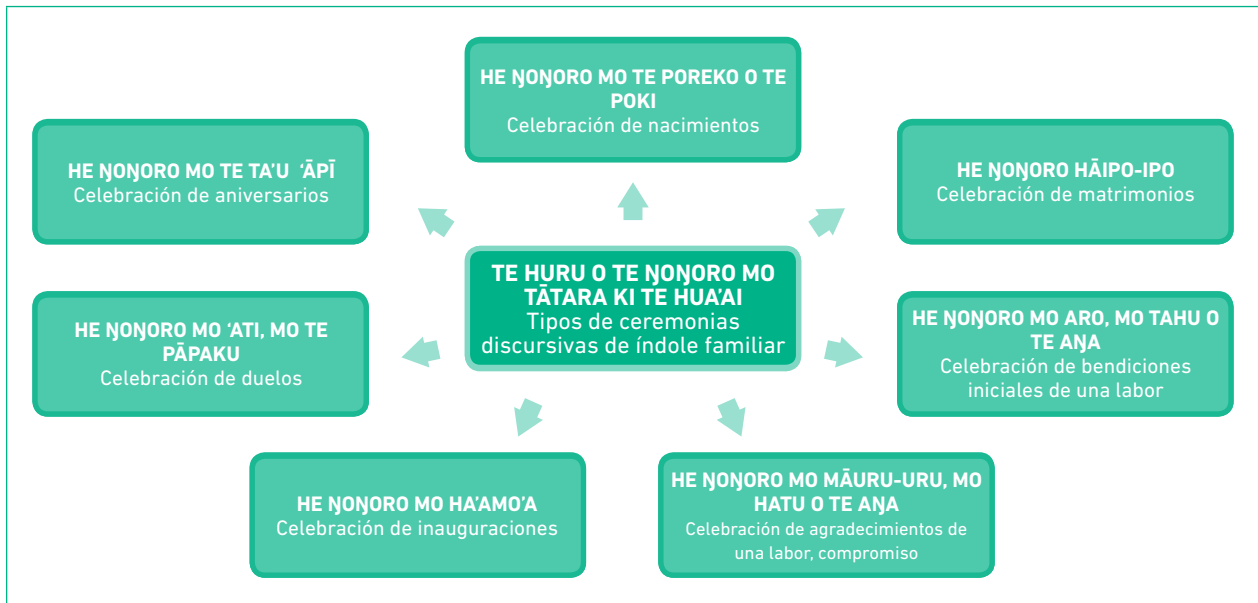 HE ŊOŊORO MO TE POREKO O TE
POKI
Celebración de nacimientos
HE ŊOŊORO MO TE TA’U ‘ĀPĪ
Celebración de aniversarios
HE ŊOŊORO HĀIPO-IPO
Celebración de matrimonios
TE HURU O TE ŊOŊORO MO
TĀTARA KI TE HUA’AI
Tipos de ceremonias
discursivas de índole familiar
HE ŊOŊORO MO ‘ATI, MO TE
PĀPAKU
Celebración de duelos
HE ŊOŊORO MO ARO, MO TAHU O
TE AŊA
Celebración de bendiciones
iniciales de una labor
HE ŊOŊORO MO HA’AMO’A
Celebración de inauguraciones
HE ŊOŊORO MO MĀURU-URU, MO
HATU O TE AŊA
Celebración de agradecimientos de
una labor, compromiso